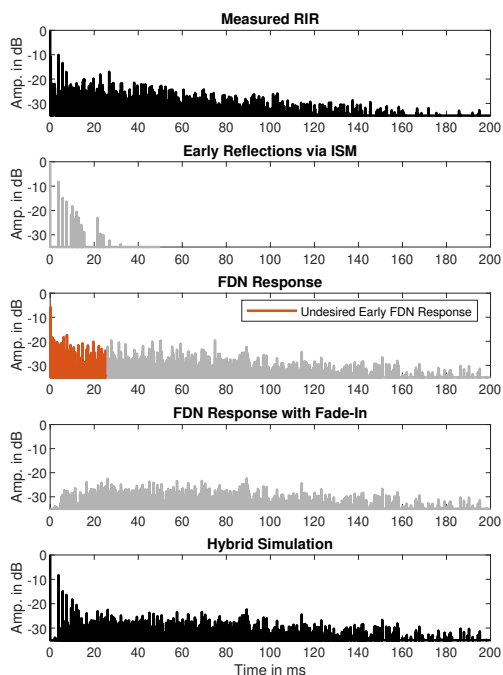 Measured RIR
Amp. in dB
0
-10
-20
-30
0 20 40 60 80 100 120 140 160 180 200
Early Reflections via ISM
Amp. in dB
0
-10
-20
-30
0 20 40 60 80 100 120 140 160 180 200
FDN Response
Amp. in dB
0
-10
-20
-30
Undesired Early FDN Response
0 20 40 60 80 100 120 140 160 180 200
FDN Response with Fade-In
Amp. in dB
0
-10
-20
-30
0 20 40 60 80 100 120 140 160 180 200
Hybrid Simulation
Amp. in dB
0
-10
-20
-30
0 20 40 60 80 100 120 140 160 180 200
Time in ms